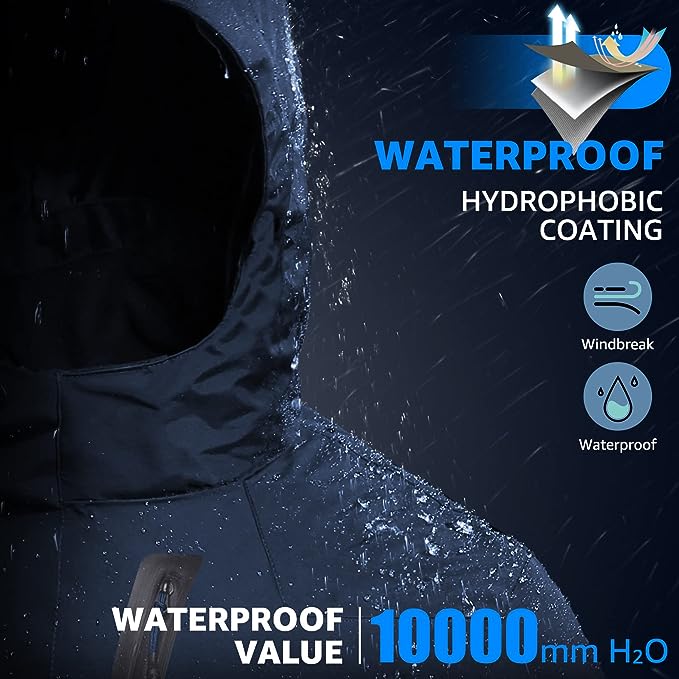 WATERPROOF
HYDROPHOBIC
COATING
Windbreak
Waterproof
WATERPROOF
VALUE
10000mm H₂O